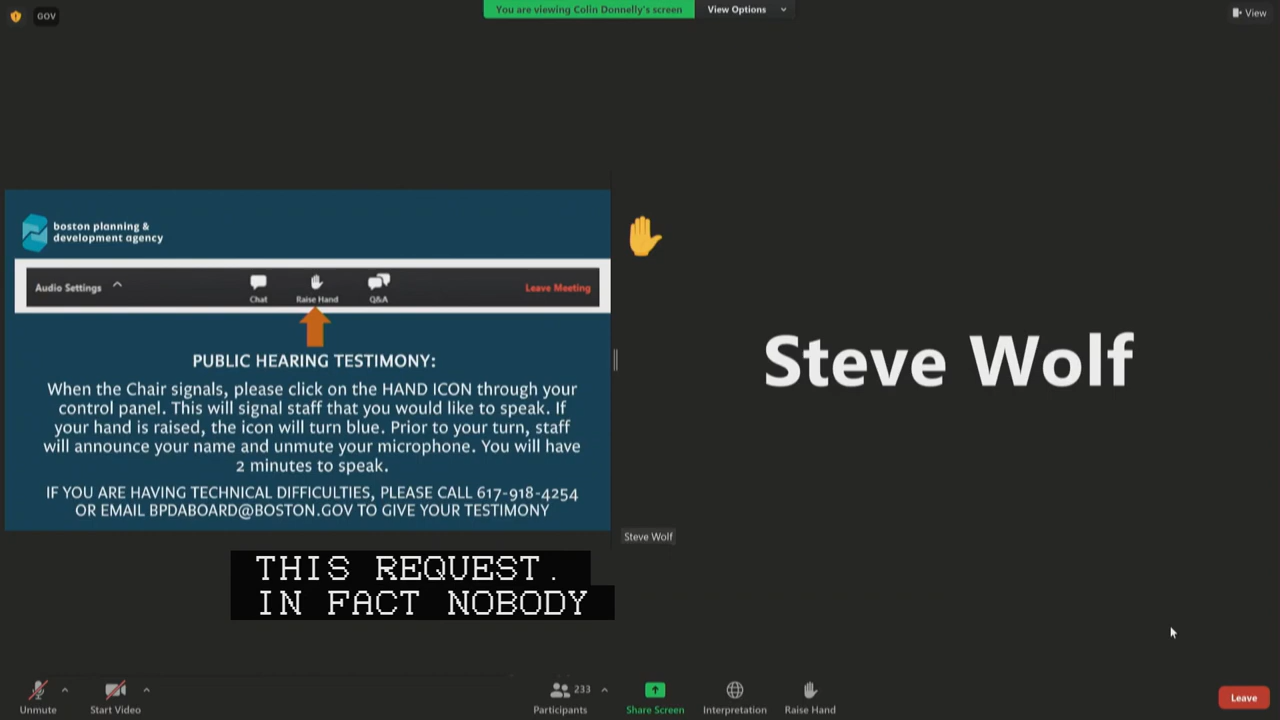 GOV
You are viewing Colin Donnelly's screen
View Options
View
boston planning &
development agency
Audio Settings
Chat
Raise Hand
Q&A
Leave Meeting
PUBLIC HEARING TESTIMONY:
When the Chair signals, please click on the HAND ICON through your
control panel. This will signal staff that you would like to speak. If
your hand is raised, the icon will turn blue. Prior to your turn, staff
will announce your name and unmute your microphone. You will have
2 minutes to speak.
IF YOU ARE HAVING TECHNICAL DIFFICULTIES, PLEASE CALL 617-918-4254
OR EMAIL BPDABOARD@BOSTON.GOV TO GIVE YOUR TESTIMONY
Steve Wolf
Steve Wolf
THIS REQUEST.
IN FACT NOBODY
Unmute
Start Video
233
Participants
Share Screen
Interpretation
Raise Hand
Leave